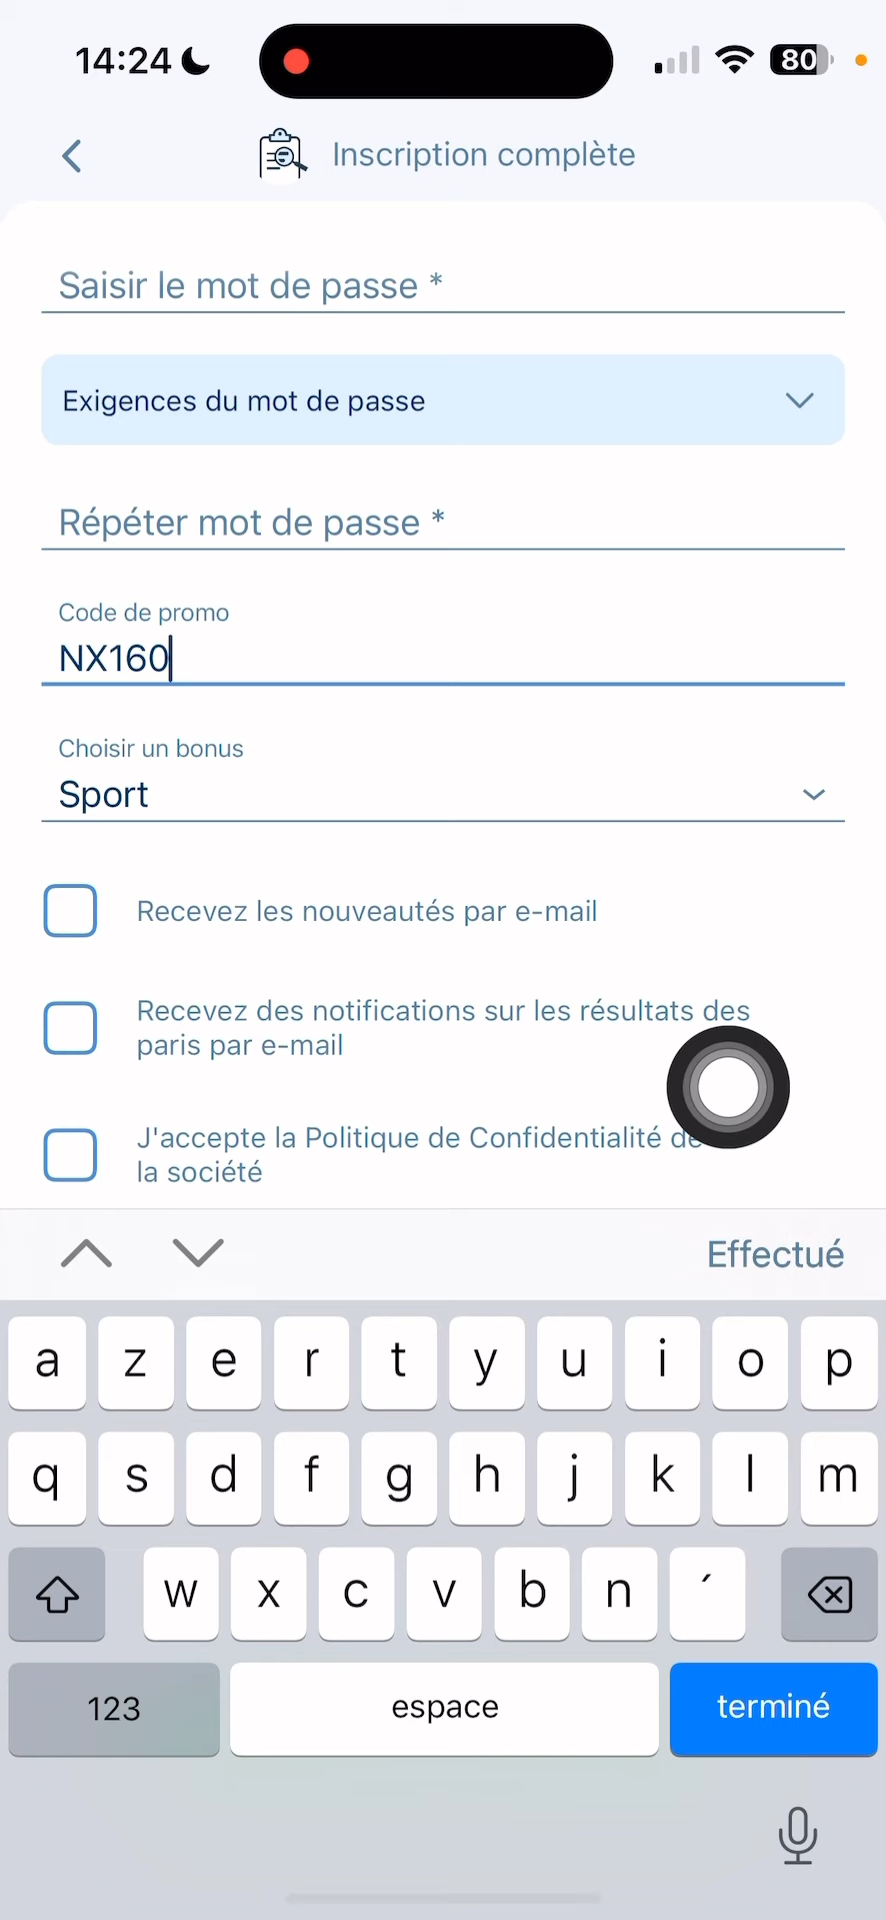 14:24
80
Inscription complète
Saisir le mot de passe *
Exigences du mot de passe
Répéter mot de passe *
Code de promo
NX160
Choisir un bonus
Sport
Recevez les nouveautés par e-mail
Recevez des notifications sur les résultats des
paris par e-mail
J'accepte la Politique de Confidentialité de
la société
Effectué
a z e r t y u i o p
q s d f g h j k l m
w x c v b n ´
123 espace terminé